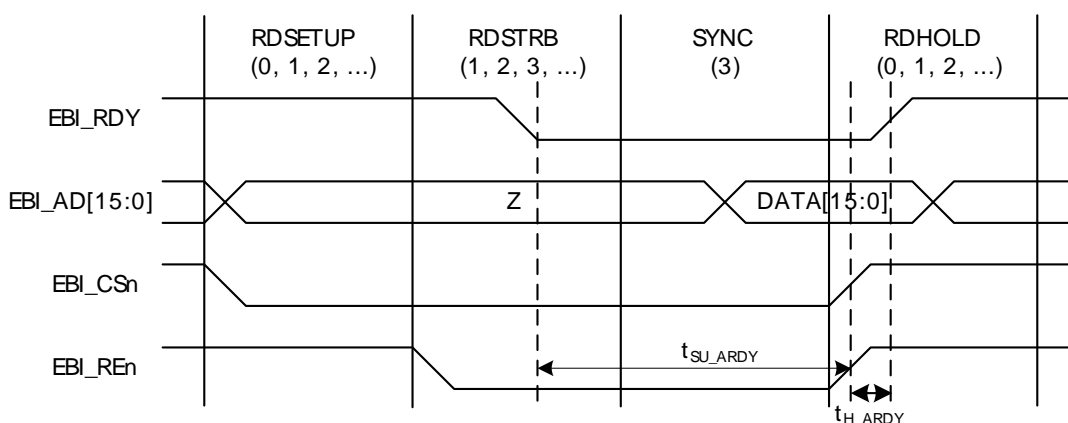 RDSETUP
(0, 1, 2, ...)
RDSTRB
(1, 2, 3, ...)
SYNC
(3)
RDHOLD
(0, 1, 2, ...)
EBI_RDY
EBI_AD[15:0]
Z
DATA[15:0]
EBI_CSn
EBI_REn
tSU_ARDY
tH_ARDY